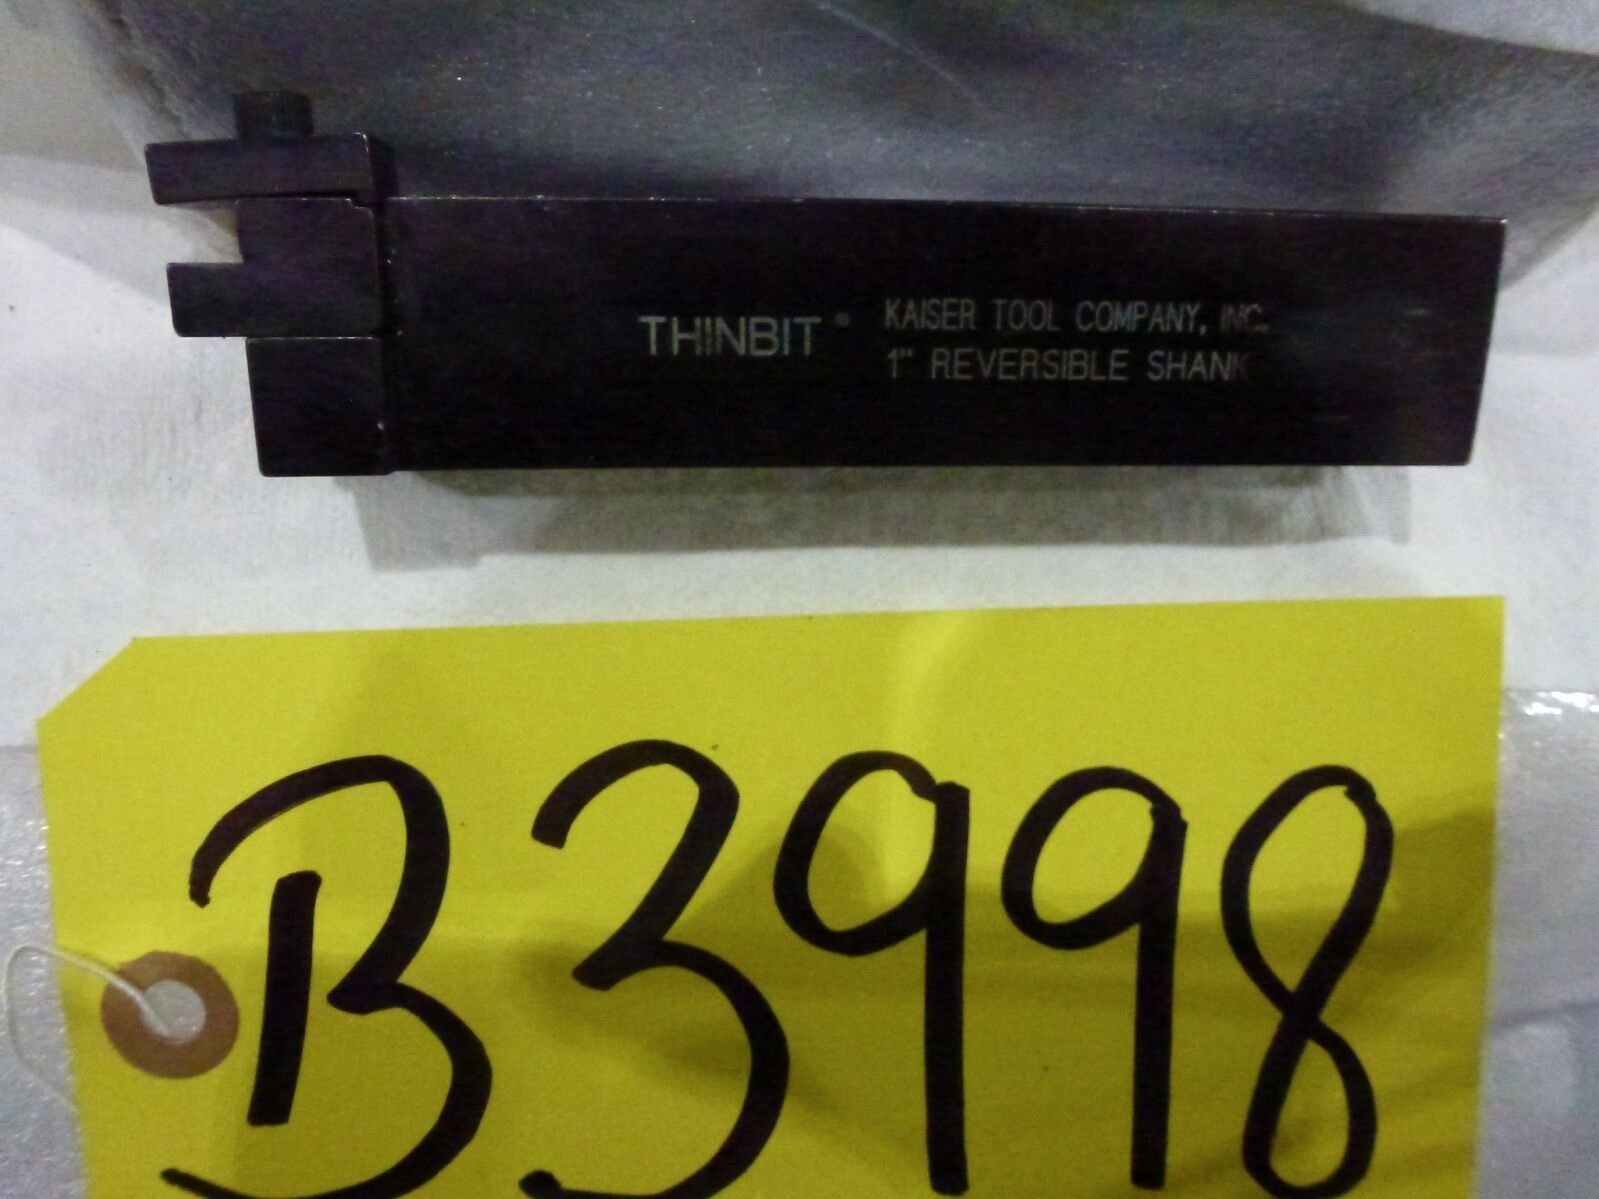 THINBIT®
KAISER TOOL COMPANY, INC.
1" REVERSIBLE SHANK
B3998